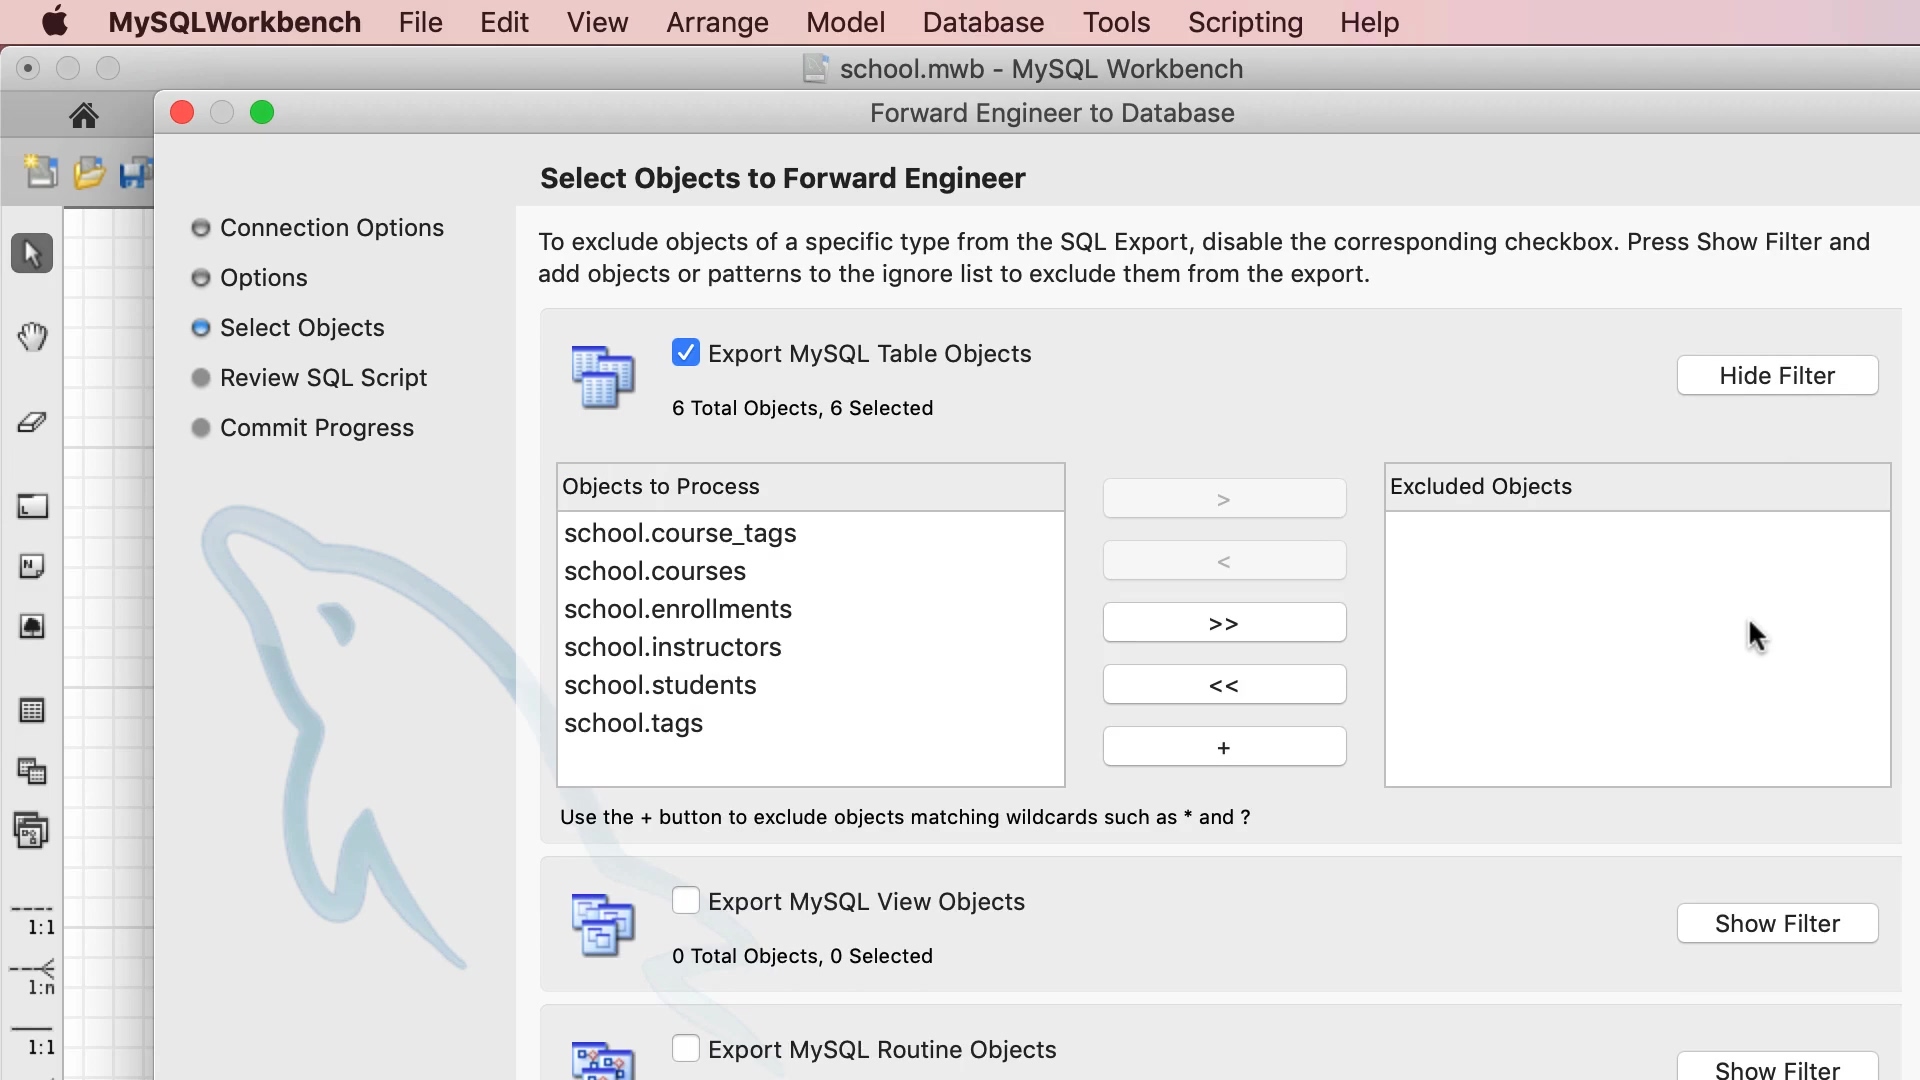 MySQLWorkbench File Edit View Arrange Model Database Tools Scripting Help
school.mwb - MySQL Workbench
Forward Engineer to Database
Select Objects to Forward Engineer
Connection Options
Options
Select Objects
Review SQL Script
Commit Progress
To exclude objects of a specific type from the SQL Export, disable the corresponding checkbox. Press Show Filter and
add objects or patterns to the ignore list to exclude them from the export.
Export MySQL Table Objects
Hide Filter
6 Total Objects, 6 Selected
Objects to Process
school.course_tags
school.courses
school.enrollments
school.instructors
school.students
school.tags
>
<
>>
<<
+
Excluded Objects
Use the + button to exclude objects matching wildcards such as * and ?
Export MySQL View Objects
Show Filter
0 Total Objects, 0 Selected
Export MySQL Routine Objects
Show Filter
N
1:1
1:n
1:1